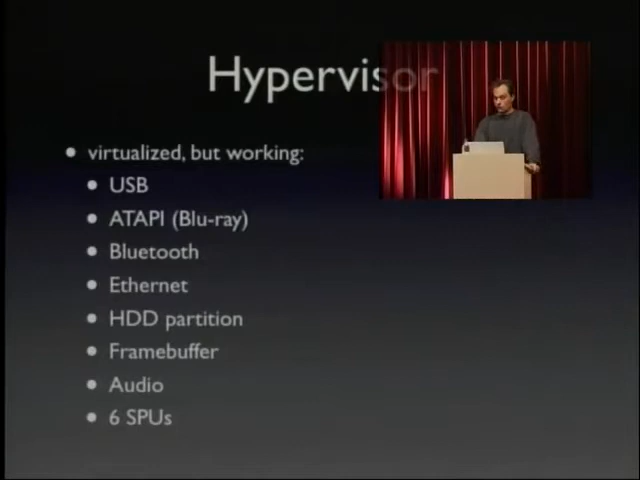 Hypervisor
virtualized, but working:
USB
ATAPI (Blu-ray)
Bluetooth
Ethernet
HDD partition
Framebuffer
Audio
6 SPUs